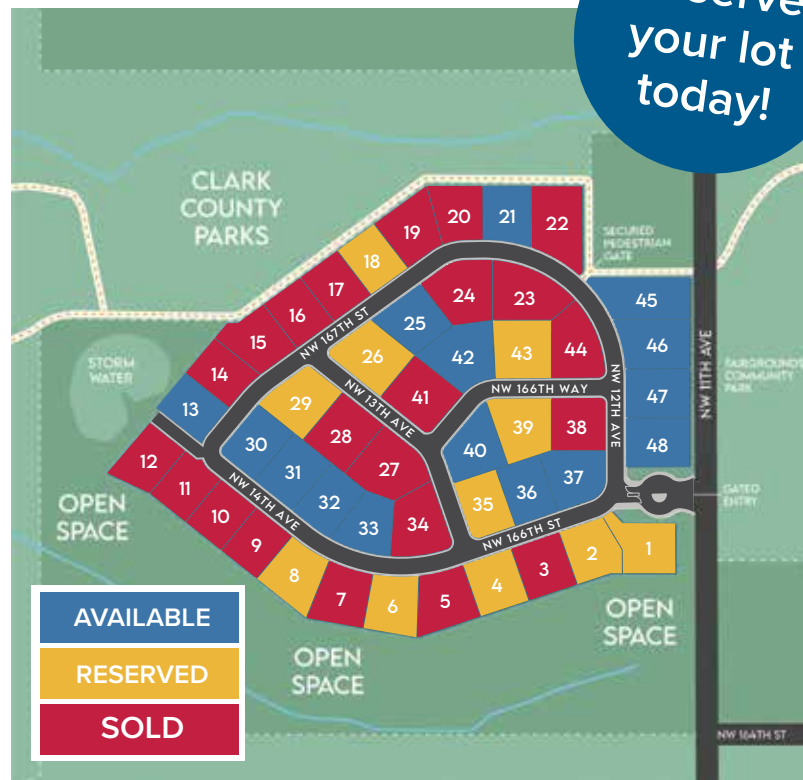 your lot
today!
CLARK
COUNTY
PARKS
SECURED
PEDESTRIAN
GATE
20
21
22
19
18
17
16
15
14
13
24
23
25
26
42
43
44
41
45
46
47
48
NW 167TH ST
NW 13TH AVE
NW 166TH WAY
NW 12TH AVE
NW 11TH AVE
FAIRGROUNDS
COMMUNITY
PARK
STORM
WATER
29
28
27
30
31
32
33
34
40
39
38
35
36
37
NW 14TH AVE
NW 166TH ST
GATED
ENTRY
12
11
10
9
8
7
6
5
4
3
2
1
OPEN
SPACE
OPEN
SPACE
OPEN
SPACE
AVAILABLE
RESERVED
SOLD
NW 164TH ST